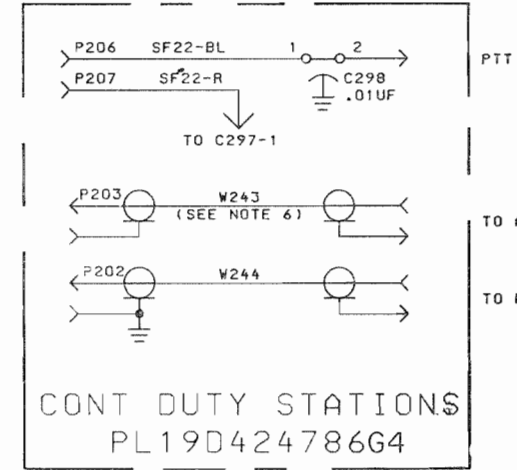 P206 SF22-BL 1 2
PTT
P207 SF22-R
C298
.01UF
TO C297-1
P203 W243
(SEE NOTE 6)
TO
P202 W244
TO
CONT DUTY STATIONS
PL19D424786G4